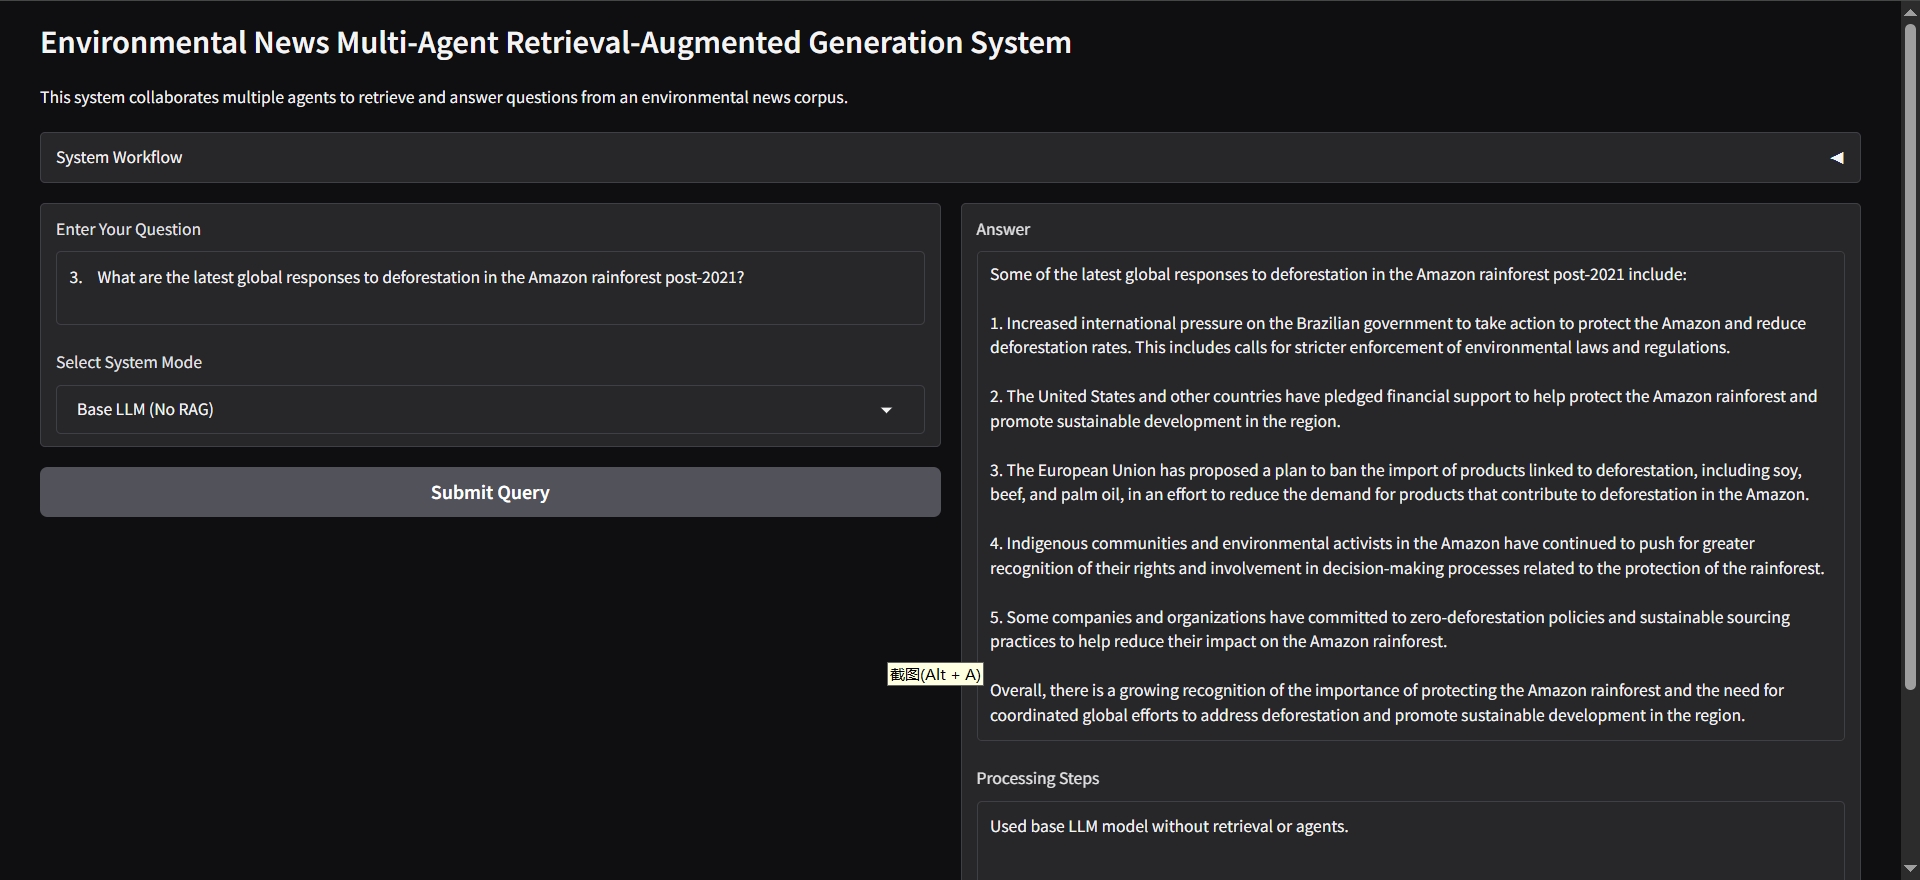 Environmental News Multi-Agent Retrieval-Augmented Generation System
This system collaborates multiple agents to retrieve and answer questions from an environmental news corpus.
System Workflow
Enter Your Question
3. What are the latest global responses to deforestation in the Amazon rainforest post-2021?
Select System Mode
Base LLM (No RAG)
Submit Query
Answer
Some of the latest global responses to deforestation in the Amazon rainforest post-2021 include:
1. Increased international pressure on the Brazilian government to take action to protect the Amazon and reduce
deforestation rates. This includes calls for stricter enforcement of environmental laws and regulations.
2. The United States and other countries have pledged financial support to help protect the Amazon rainforest and
promote sustainable development in the region.
3. The European Union has proposed a plan to ban the import of products linked to deforestation, including soy,
beef, and palm oil, in an effort to reduce the demand for products that contribute to deforestation in the Amazon.
4. Indigenous communities and environmental activists in the Amazon have continued to push for greater
recognition of their rights and involvement in decision-making processes related to the protection of the rainforest.
5. Some companies and organizations have committed to zero-deforestation policies and sustainable sourcing
practices to help reduce their impact on the Amazon rainforest.
截图(Alt + A)
Overall, there is a growing recognition of the importance of protecting the Amazon rainforest and the need for
coordinated global efforts to address deforestation and promote sustainable development in the region.
Processing Steps
Used base LLM model without retrieval or agents.